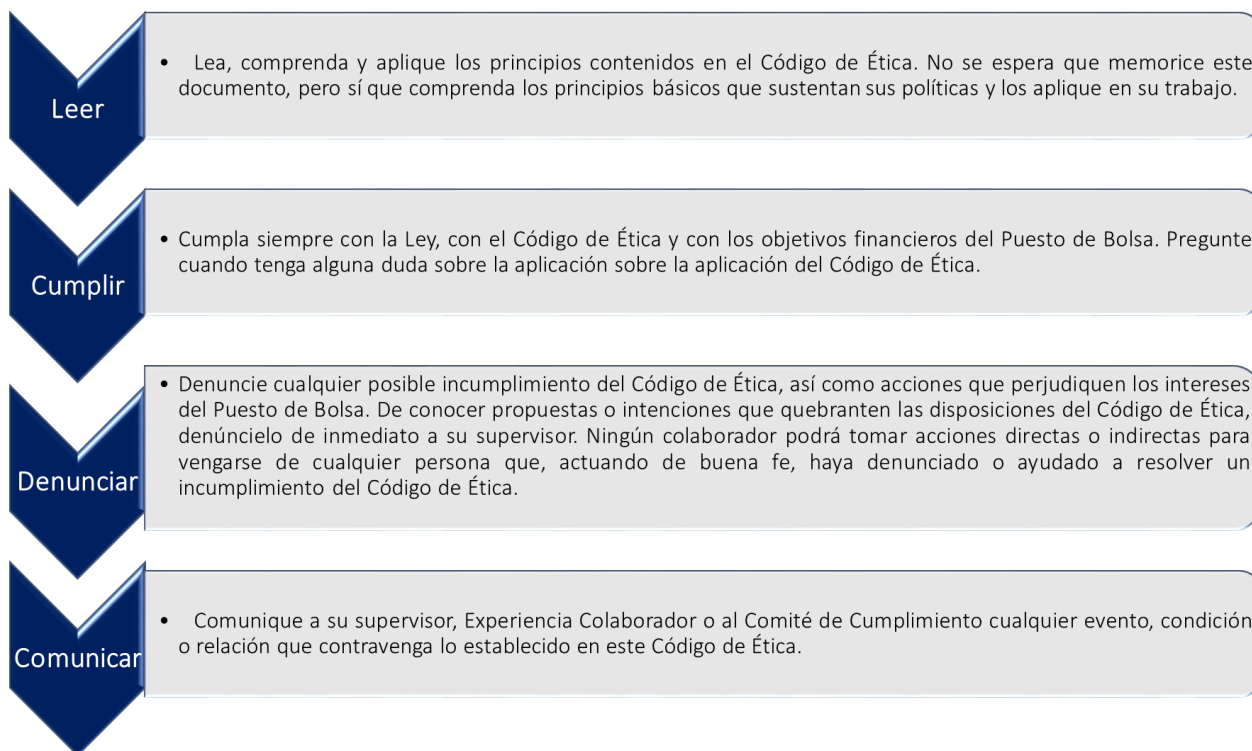 Leer
• Lea, comprenda y aplique los principios contenidos en el Código de Ética. No se espera que memorice este
documento, pero sí que comprenda los principios básicos que sustentan sus políticas y los aplique en su trabajo.
Cumplir
• Cumpla siempre con la Ley, con el Código de Ética y con los objetivos financieros del Puesto de Bolsa. Pregunte
cuando tenga alguna duda sobre la aplicación sobre la aplicación del Código de Ética.
Denunciar
• Denuncie cualquier posible incumplimiento del Código de Ética, así como acciones que perjudiquen los intereses
del Puesto de Bolsa. De conocer propuestas o intenciones que quebranten las disposiciones del Código de Ética,
denúncielo de inmediato a su supervisor. Ningún colaborador podrá tomar acciones directas o indirectas para
vengarse de cualquier persona que, actuando de buena fe, haya denunciado o ayudado a resolver un
incumplimiento del Código de Ética.
Comunicar
• Comunique a su supervisor, Experiencia Colaborador o al Comité de Cumplimiento cualquier evento, condición
o relación que contravenga lo establecido en este Código de Ética.